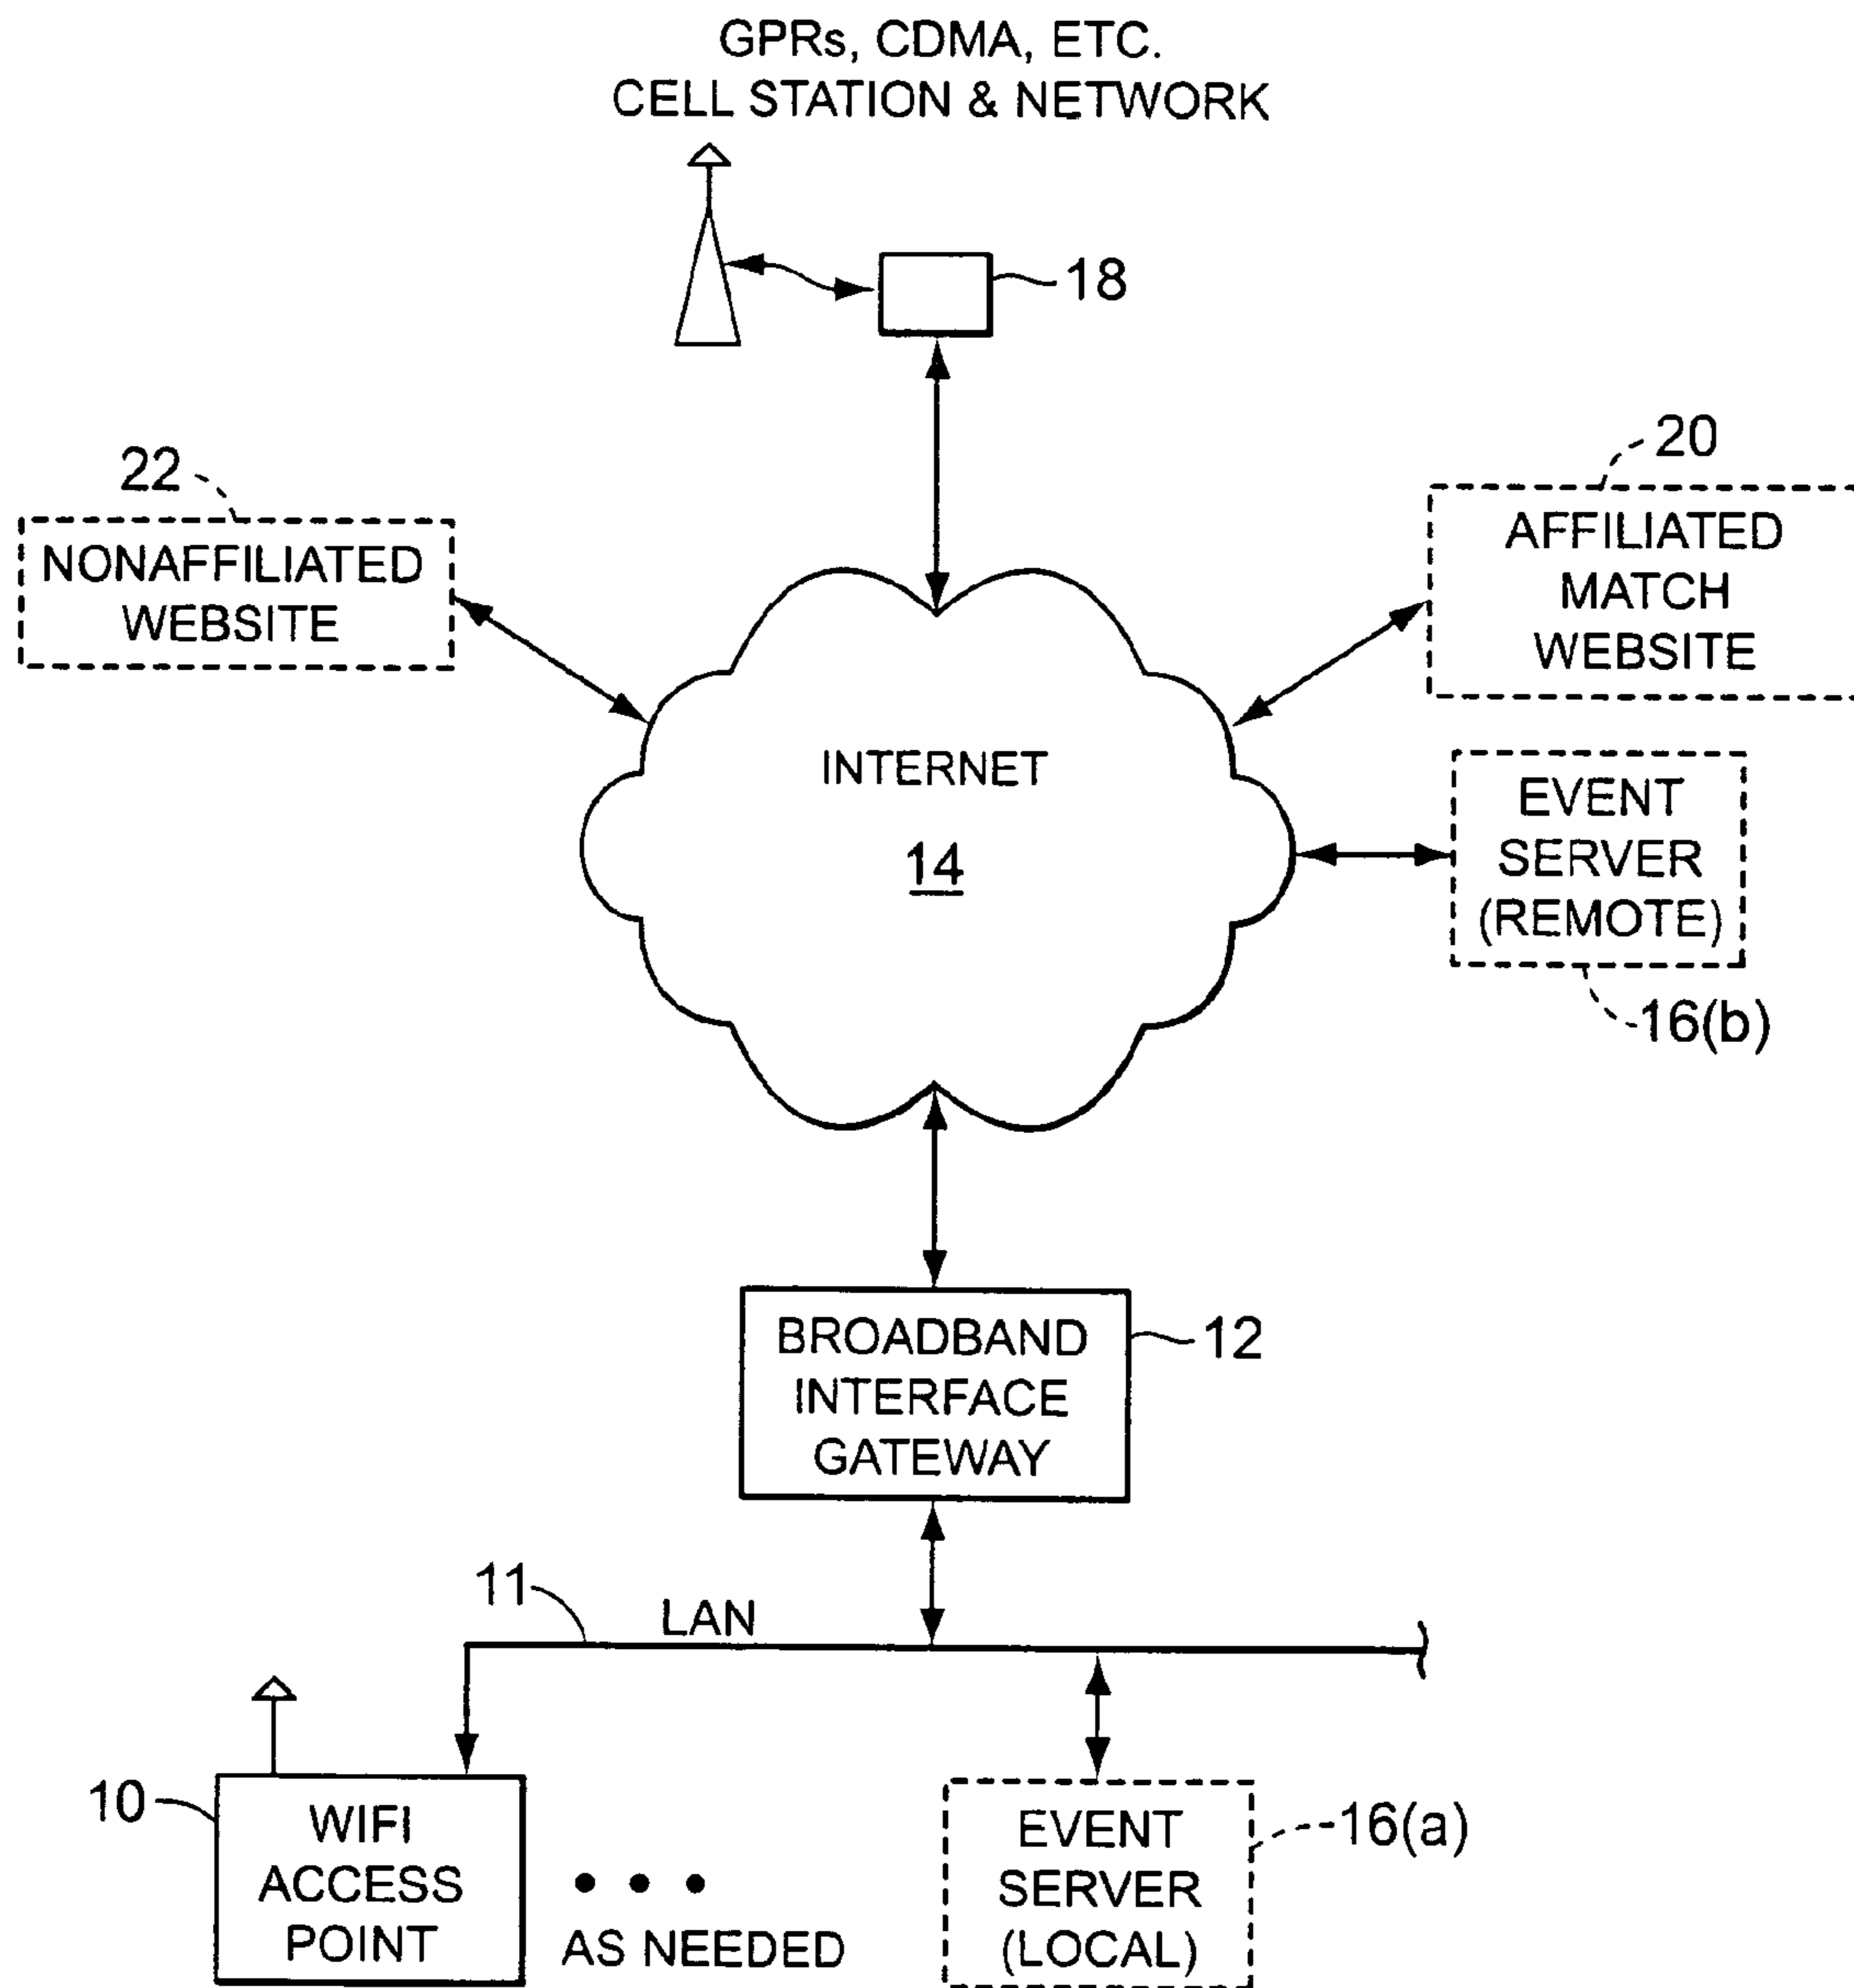 GPRs, CDMA, ETC.
CELL STATION & NETWORK
18
22
20
NONAFFILIATED
WEBSITE
AFFILIATED
MATCH
WEBSITE
INTERNET
14
EVENT
SERVER
(REMOTE)
16(b)
BROADBAND
INTERFACE
GATEWAY
12
11
LAN
10
WIFI
ACCESS
POINT
• • •
AS NEEDED
EVENT
SERVER
(LOCAL)
16(a)